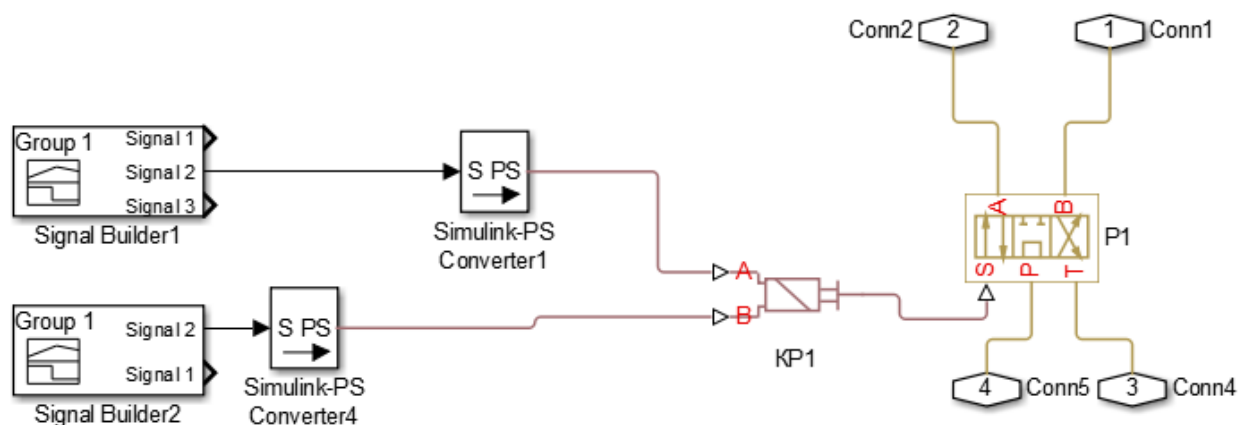 Conn2
2
1
Conn1
Group 1
Signal 1
Signal 2
Signal 3
Signal Builder1
S PS
Simulink-PS
Converter1
A
B
S
P
T
P1
Group 1
Signal 2
Signal 1
Signal Builder2
S PS
Simulink-PS
Converter4
A
B
КР1
4
Conn5
3
Conn4